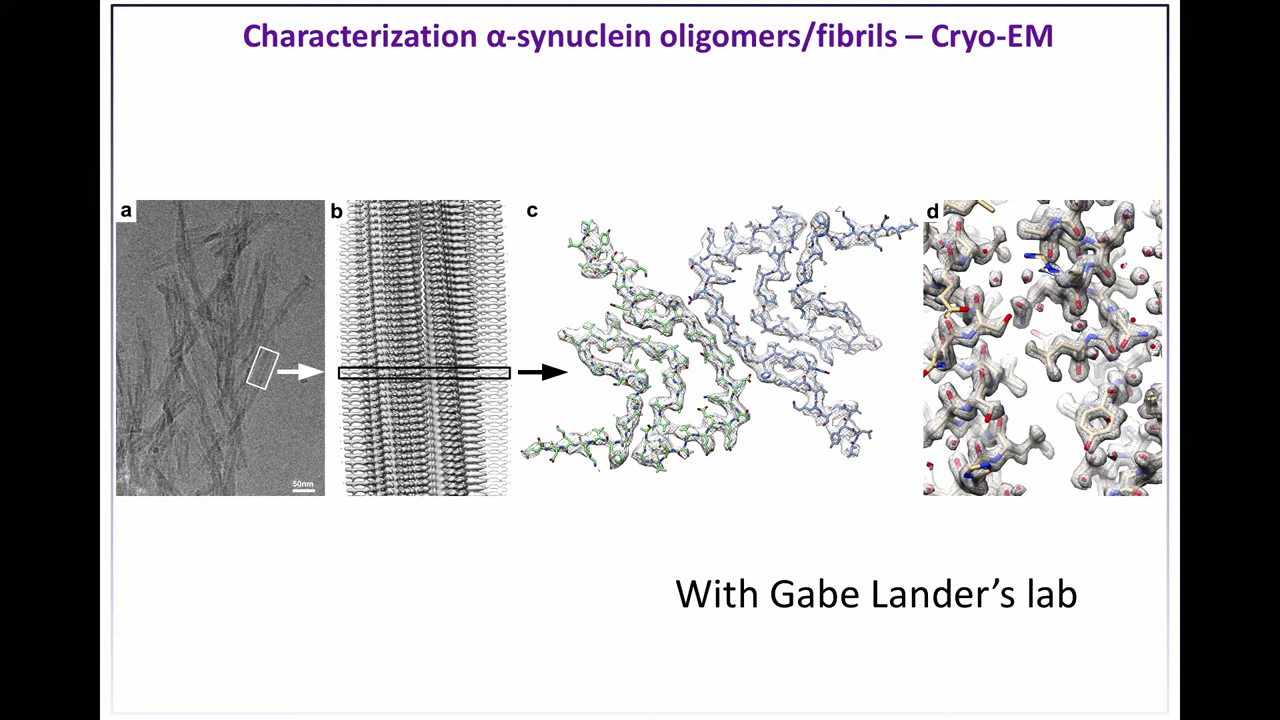 Characterization α-synuclein oligomers/fibrils – Cryo-EM
a
b
c
d
50nm
With Gabe Lander’s lab